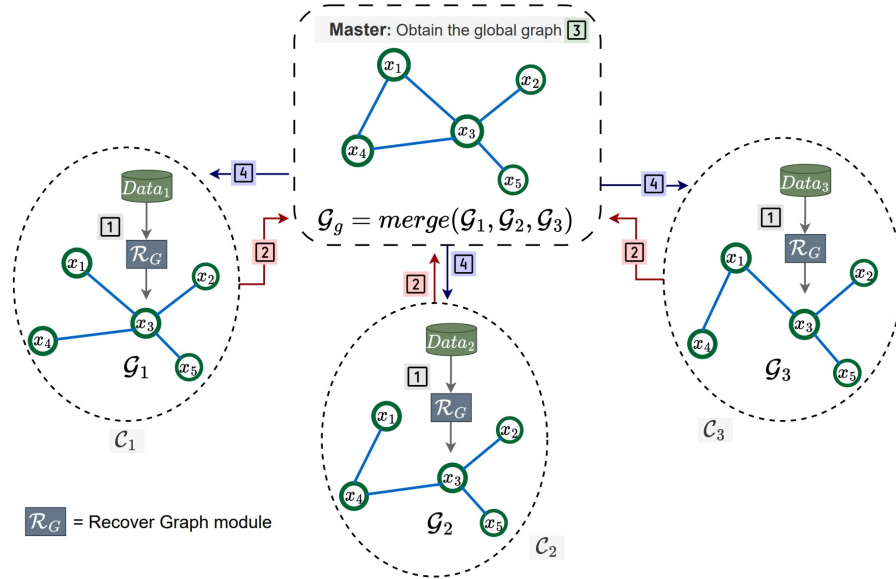 Master: Obtain the global graph 3
x₁
x₂
x₃
x₄
x₅
𝒢g = merge(𝒢₁, 𝒢₂, 𝒢₃)
4
2
2
4
4
2
Data₁
1
ℛG
x₁
x₂
x₃
x₄
x₅
𝒢₁
𝒞₁
Data₂
1
ℛG
x₁
x₂
x₃
x₄
x₅
𝒢₂
𝒞₂
Data₃
1
ℛG
x₁
x₂
x₃
x₄
x₅
𝒢₃
𝒞₃
ℛG = Recover Graph module